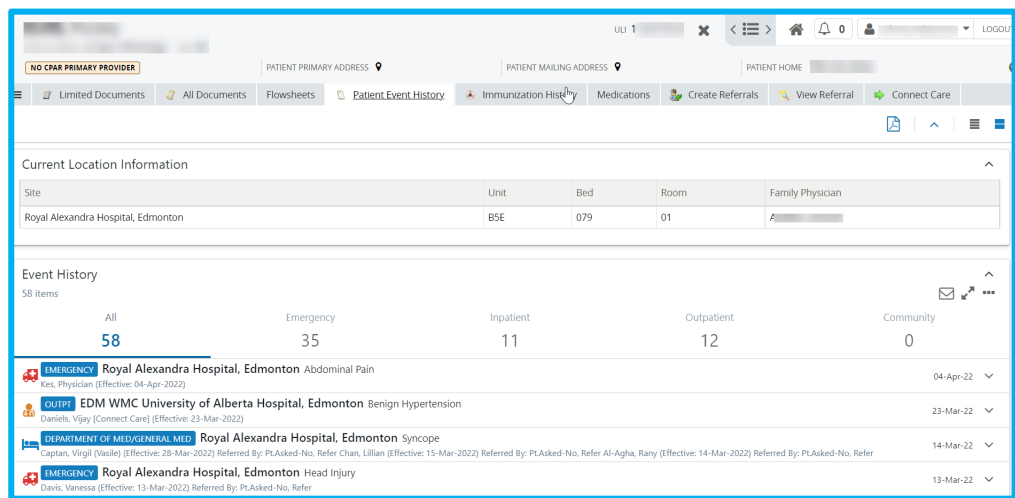 ULI 1
0
LOGOUT
NO CPAR PRIMARY PROVIDER
PATIENT PRIMARY ADDRESS
PATIENT MAILING ADDRESS
PATIENT HOME
Limited Documents
All Documents
Flowsheets
Patient Event History
Immunization History
Medications
Create Referrals
View Referral
Connect Care
Current Location Information
Site Unit Bed Room Family Physician
Royal Alexandra Hospital, Edmonton B5E 079 01 A
Event History
58 items
All Emergency Inpatient Outpatient Community
58 35 11 12 0
EMERGENCY Royal Alexandra Hospital, Edmonton Abdominal Pain
Kes, Physician (Effective: 04-Apr-2022)
04-Apr-22
OUTPT EDM WMC University of Alberta Hospital, Edmonton Benign Hypertension
Daniels, Vijay [Connect Care] (Effective: 23-Mar-2022)
23-Mar-22
DEPARTMENT OF MED/GENERAL MED Royal Alexandra Hospital, Edmonton Syncope
Captan, Virgil (Vasile) (Effective: 28-Mar-2022) Referred By: Pt.Asked-No, Refer Chan, Lillian (Effective: 15-Mar-2022) Referred By: Pt.Asked-No, Refer Al-Agha, Rany (Effective: 14-Mar-2022) Referred By: Pt.Asked-No, Refer
14-Mar-22
EMERGENCY Royal Alexandra Hospital, Edmonton Head Injury
Davis, Vanessa (Effective: 13-Mar-2022) Referred By: Pt.Asked-No, Refer
13-Mar-22